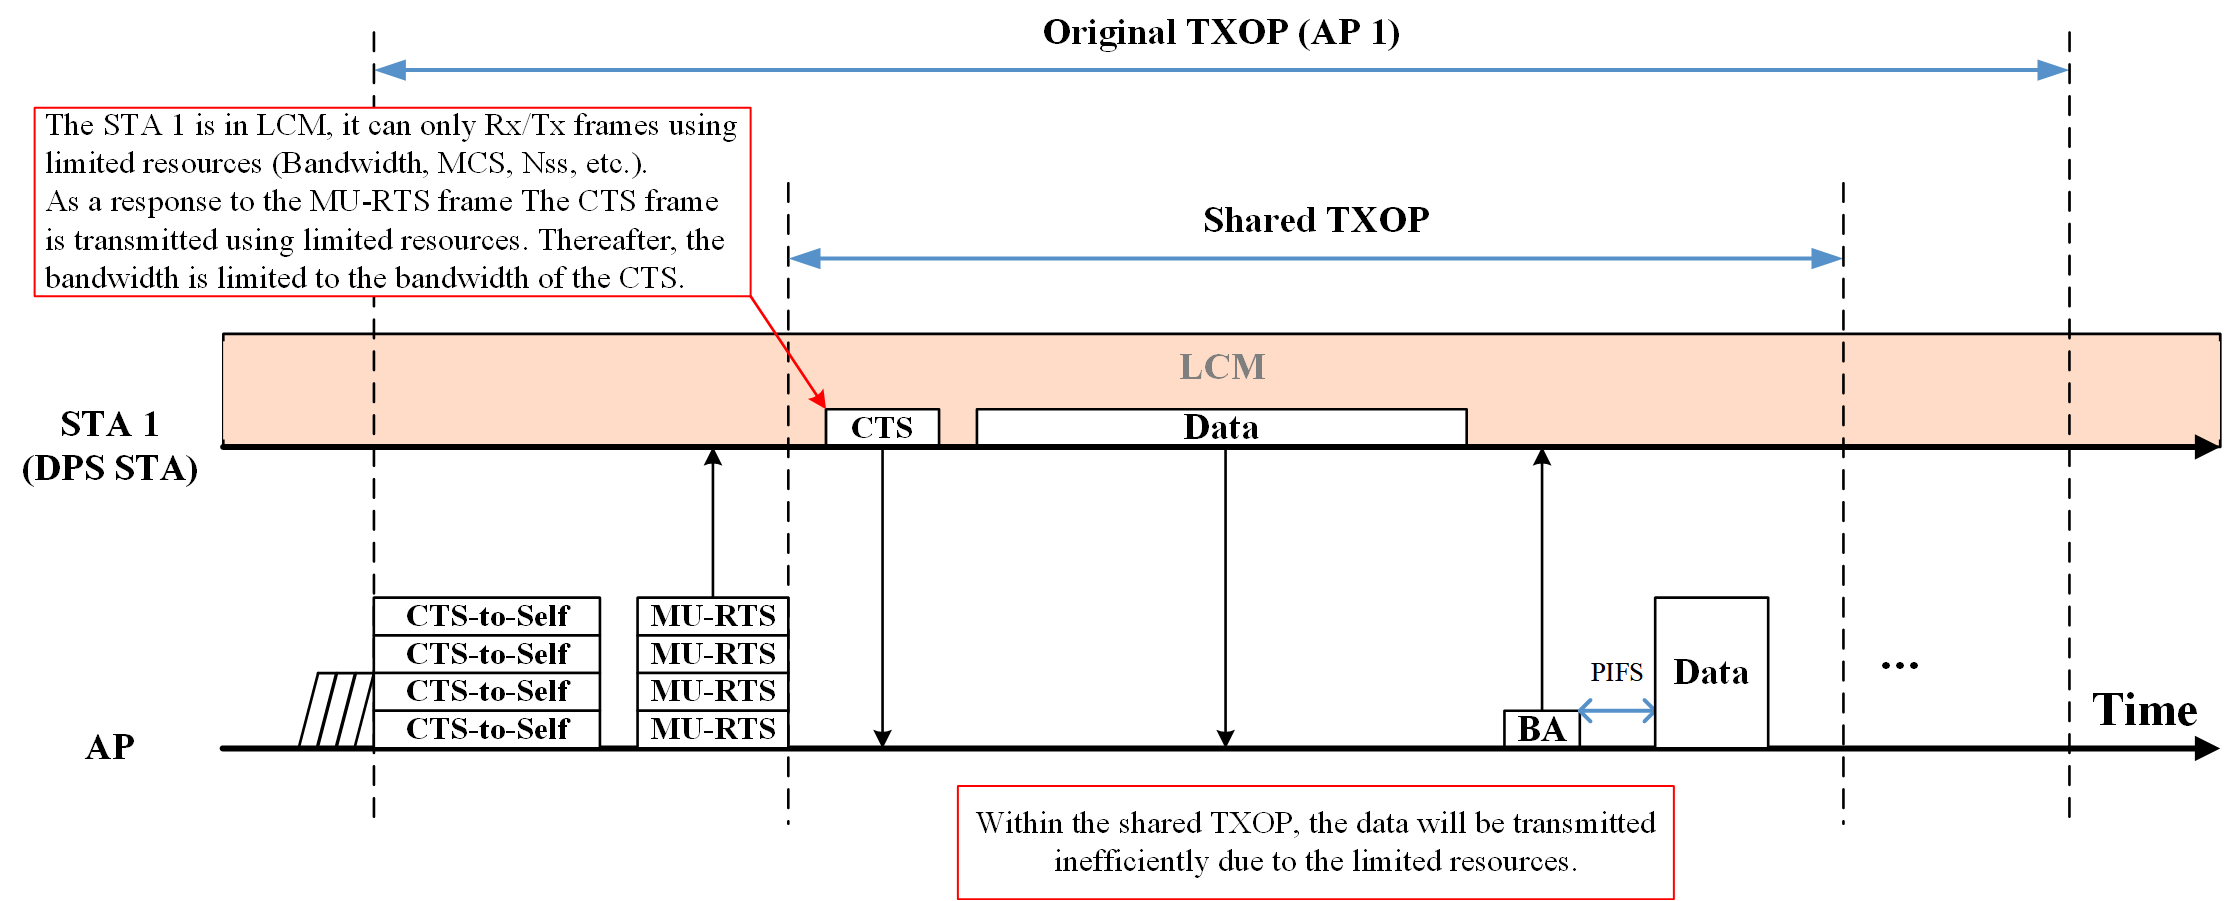 Original TXOP (AP 1)
The STA 1 is in LCM, it can only Rx/Tx frames using
limited resources (Bandwidth, MCS, Nss, etc.).
As a response to the MU-RTS frame The CTS frame
is transmitted using limited resources. Thereafter, the
bandwidth is limited to the bandwidth of the CTS.
Shared TXOP
LCM
STA 1
(DPS STA)
CTS
Data
CTS-to-Self
CTS-to-Self
CTS-to-Self
CTS-to-Self
MU-RTS
MU-RTS
MU-RTS
MU-RTS
BA
PIFS
Data
...
Time
AP
Within the shared TXOP, the data will be transmitted
inefficiently due to the limited resources.